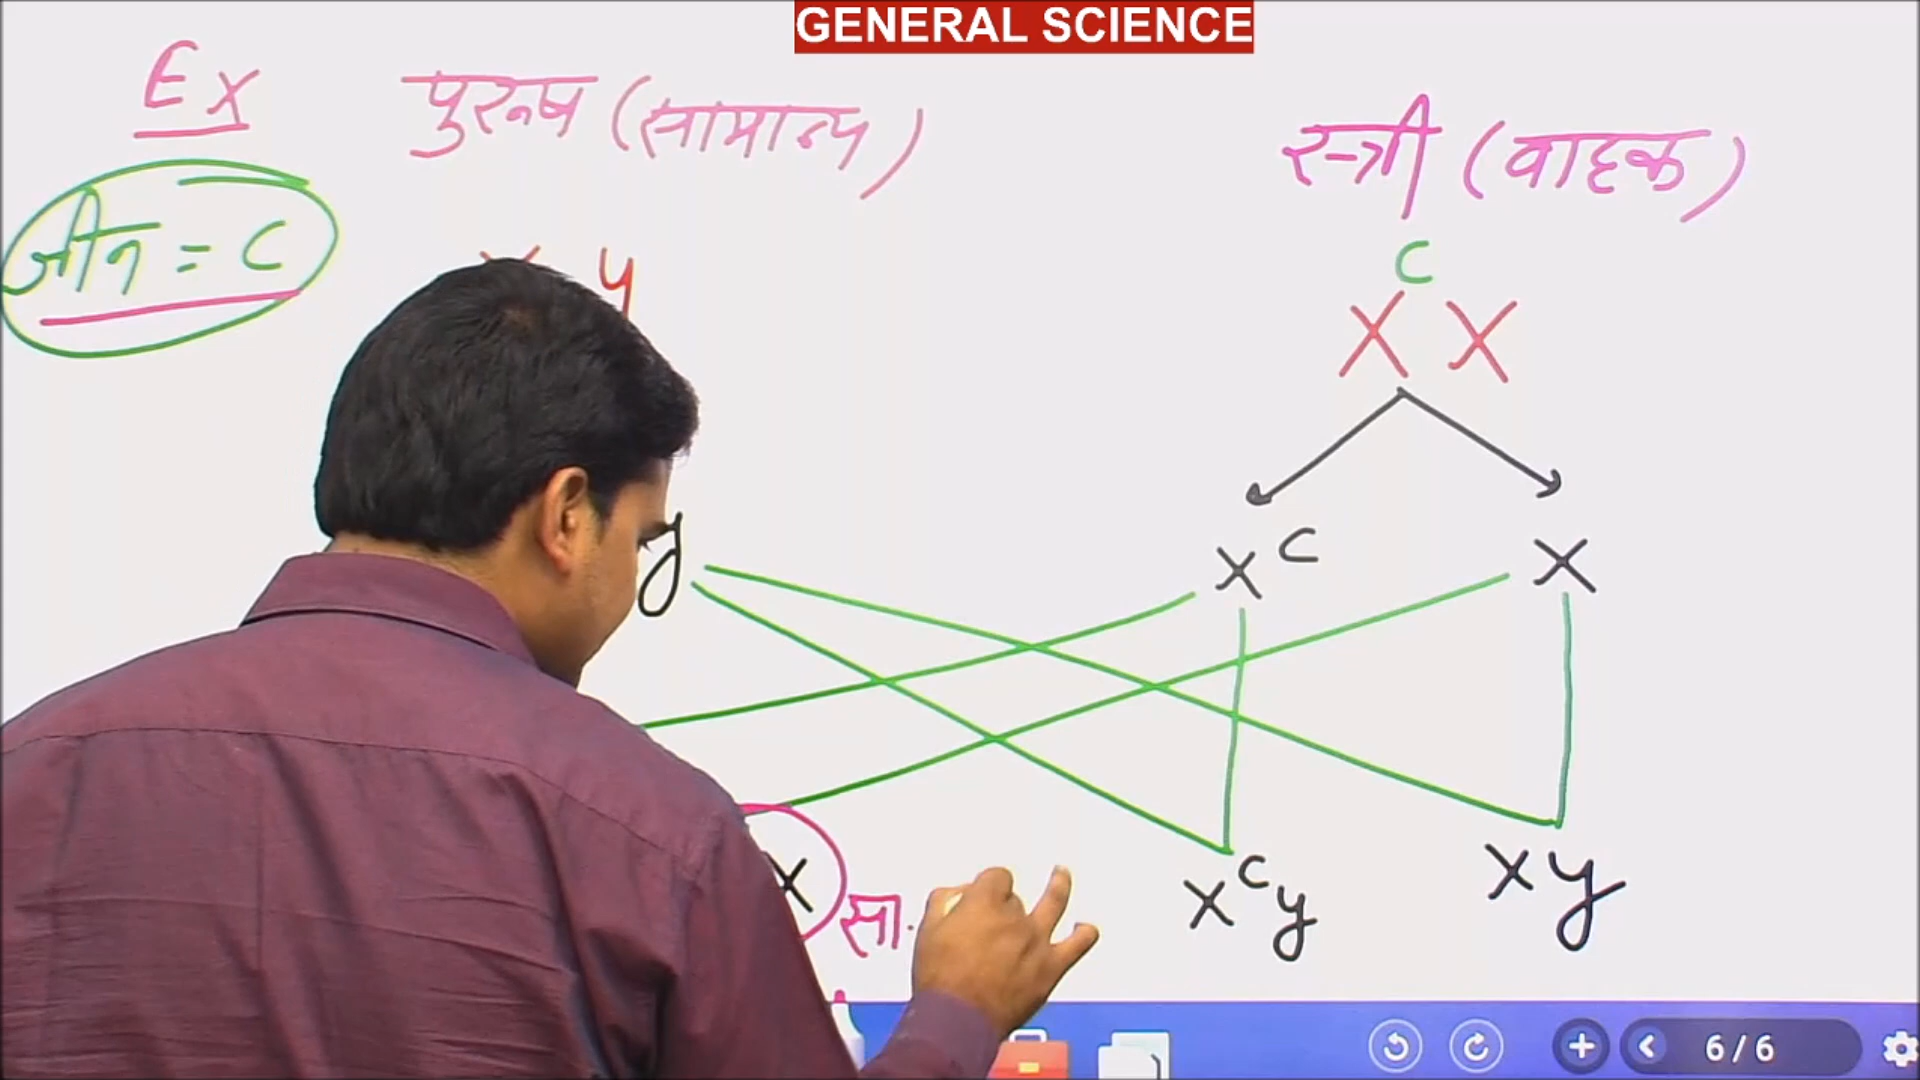 GENERAL SCIENCE
Ex पुरूष (सामान्य) स्त्री (वाहक)
जीन = C
y
C
X X
y X C X
X सा. X C y X y
6 / 6